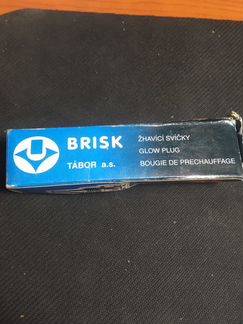 BRISK
TÁBOR a.s.
ŽHAVICÍ SVÍČKY
GLOW PLUG
BOUGIE DE PRECHAUFFAGE